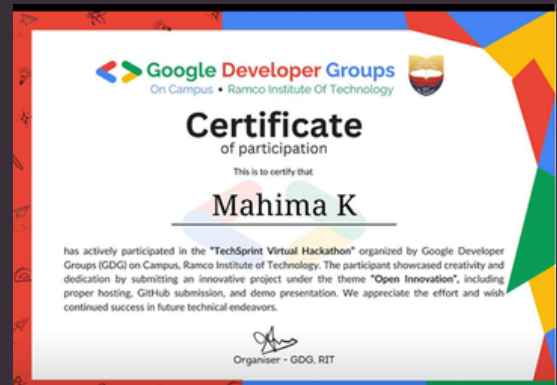 Google Developer Groups
On Campus • Ramco Institute Of Technology
Certificate
of participation
This is to certify that
Mahima K
has actively participated in the "TechSprint Virtual Hackathon" organized by Google Developer
Groups (GDG) on Campus, Ramco Institute of Technology. The participant showcased creativity and
dedication by submitting an innovative project under the theme "Open Innovation", including
proper hosting, GitHub submission, and demo presentation. We appreciate the effort and wish
continued success in future technical endeavors.
Organiser - GDG, RIT